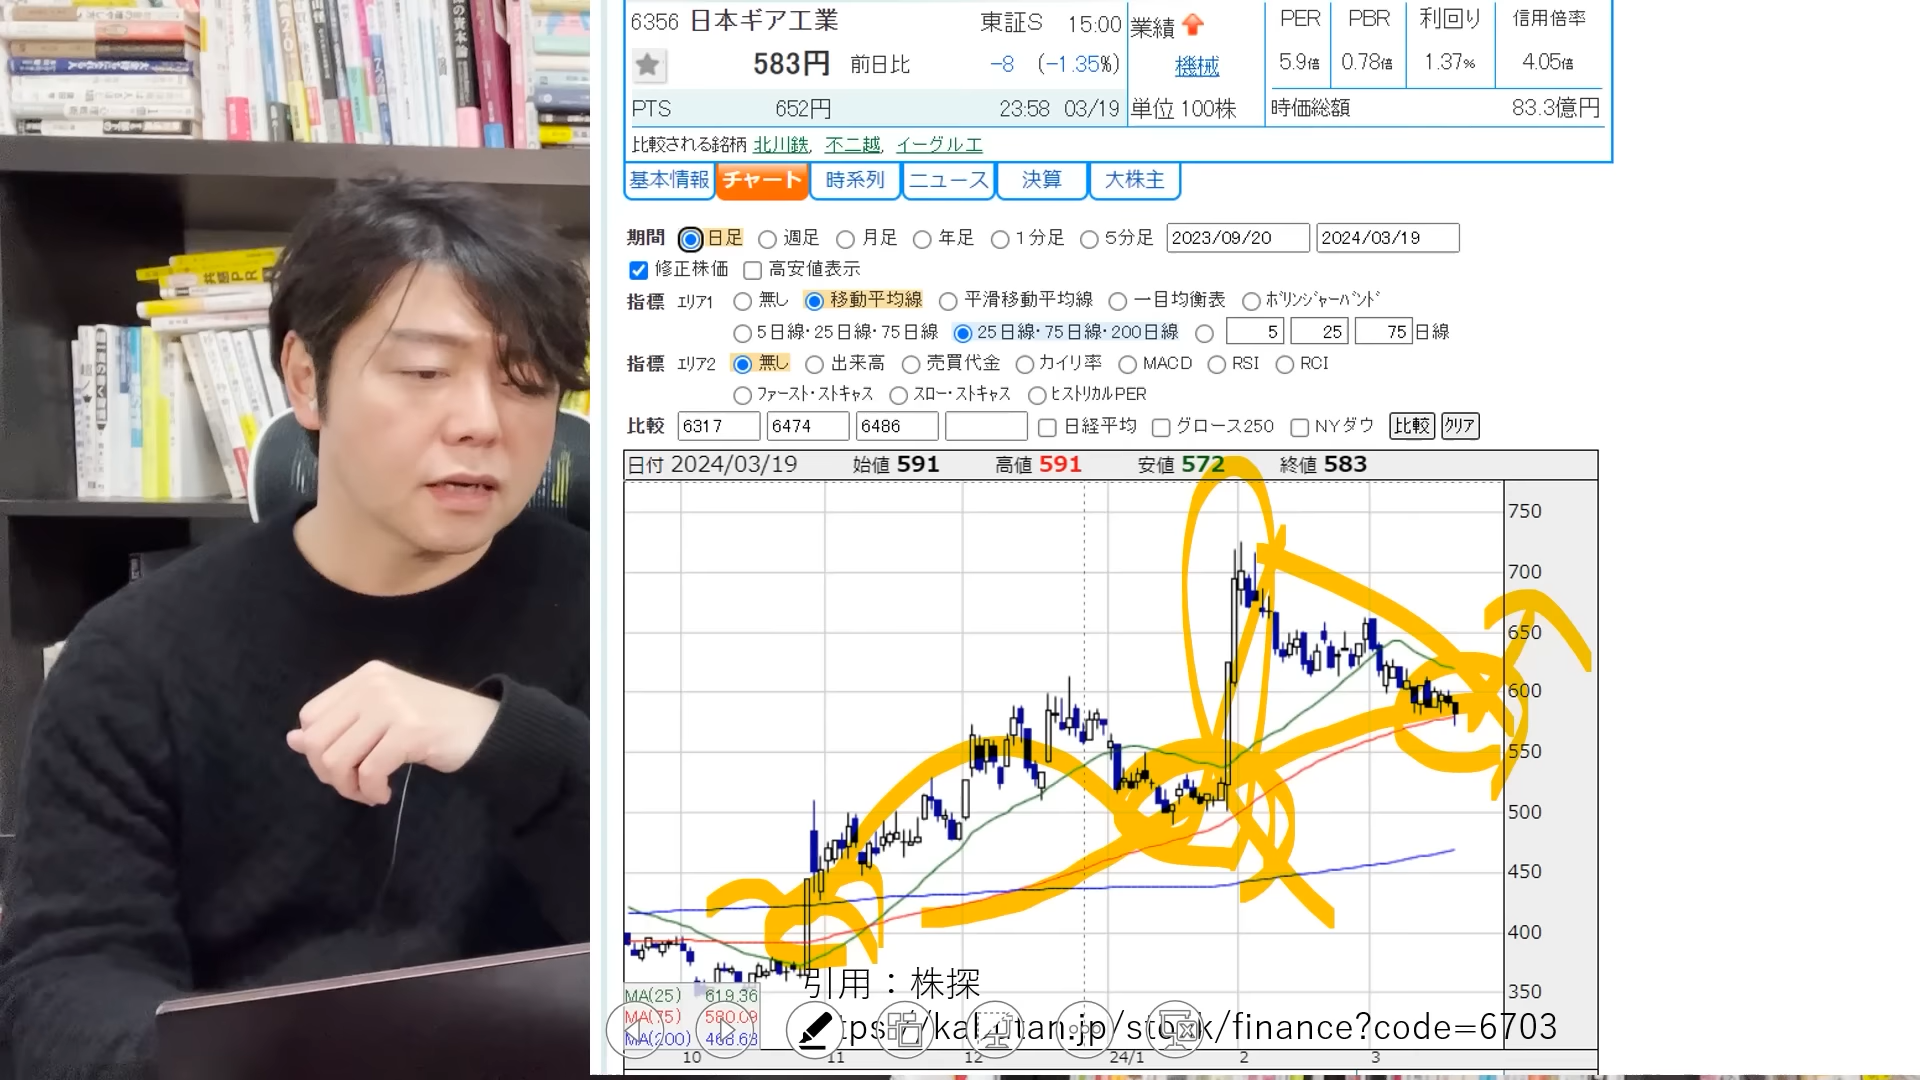 6356 日本ギア工業 東証S 15:00 業績
PER PBR 利回り 信用倍率
583円 前日比 -8 (-1.35%) 機械
5.9倍 0.78倍 1.37% 4.05倍
PTS 652円 23:58 03/19 単位 100株 時価総額 83.3億円
比較される銘柄 北川鉄, 不二越, イーグル工
基本情報 チャート 時系列 ニュース 決算 大株主
期間 日足 週足 月足 年足 1分足 5分足 2023/09/20 2024/03/19
修正株価 高安値表示
指標 エリア1 無し 移動平均線 平滑移動平均線 一目均衡表 ボリンジャーバンド
5日線・25日線・75日線 25日線・75日線・200日線 5 25 75 日線
指標 エリア2 無し 出来高 売買代金 カイリ率 MACD RSI RCI
ファースト・ストキャス スロー・ストキャス ヒストリカルPER
比較 6317 6474 6486 日経平均 グロース250 NYダウ 比較 クリア
日付 2024/03/19 始値 591 高値 591 安値 572 終値 583
750
700
650
600
550
500
450
400
350
引用：株探
MA(25) 619.36
MA(75) 580.09
MA(200) 468.63
/stock/finance?code=6703
10 11 12 24/1 2 3